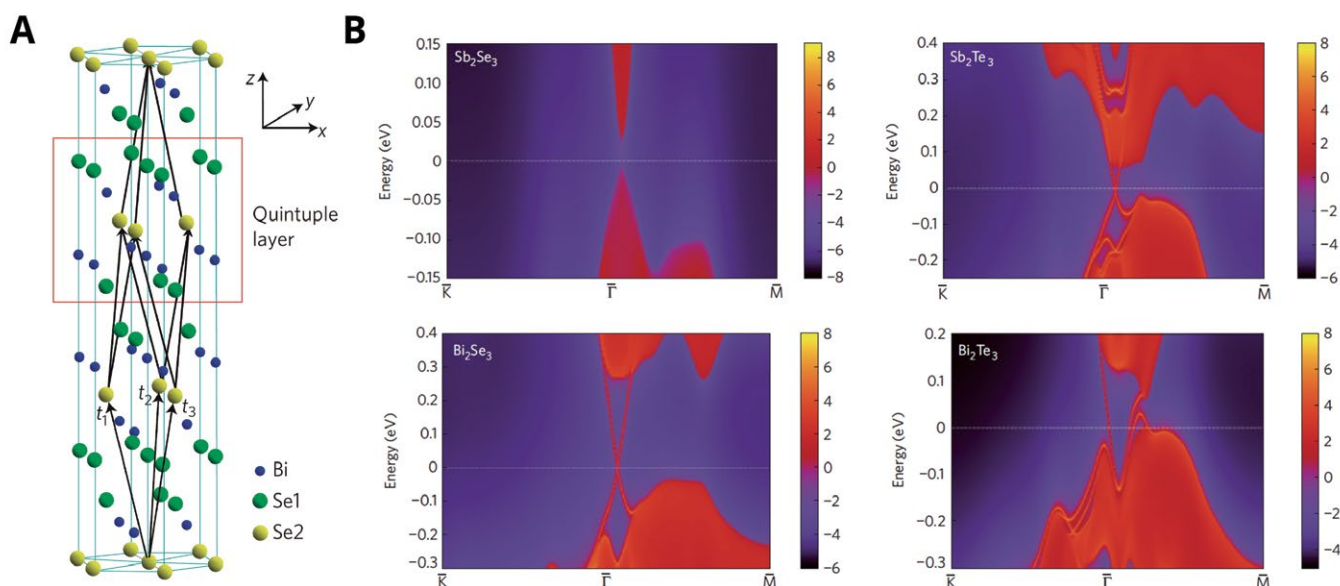 A
z
y
x
Quintuple
layer
t1
t2
t3
Bi
Se1
Se2
B
Sb₂Se₃
Energy (eV)
0.15
0.10
0.05
0
−0.05
−0.10
−0.15
K̅
Γ̅
M̅
8
6
4
2
0
−2
−4
−6
−8
Sb₂Te₃
Energy (eV)
0.4
0.3
0.2
0.1
0
−0.1
−0.2
K̅
Γ̅
M̅
8
6
4
2
0
−2
−4
−6
Bi₂Se₃
Energy (eV)
0.4
0.3
0.2
0.1
0
−0.1
−0.2
−0.3
K̅
Γ̅
M̅
8
6
4
2
0
−2
−4
−6
Bi₂Te₃
Energy (eV)
0.2
0.1
0
−0.1
−0.2
−0.3
K̅
Γ̅
M̅
8
6
4
2
0
−2
−4